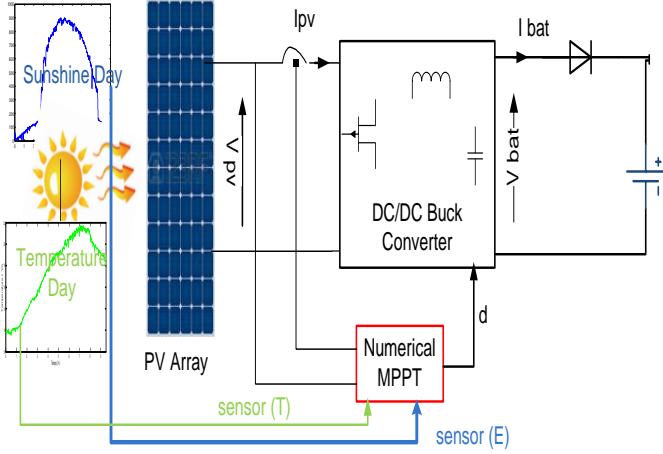 Sunshine Day
Temperature
Day
PV Array
Ipv
V pv
I bat
V bat
DC/DC Buck
Converter
+
d
Numerical
MPPT
sensor (T)
sensor (E)